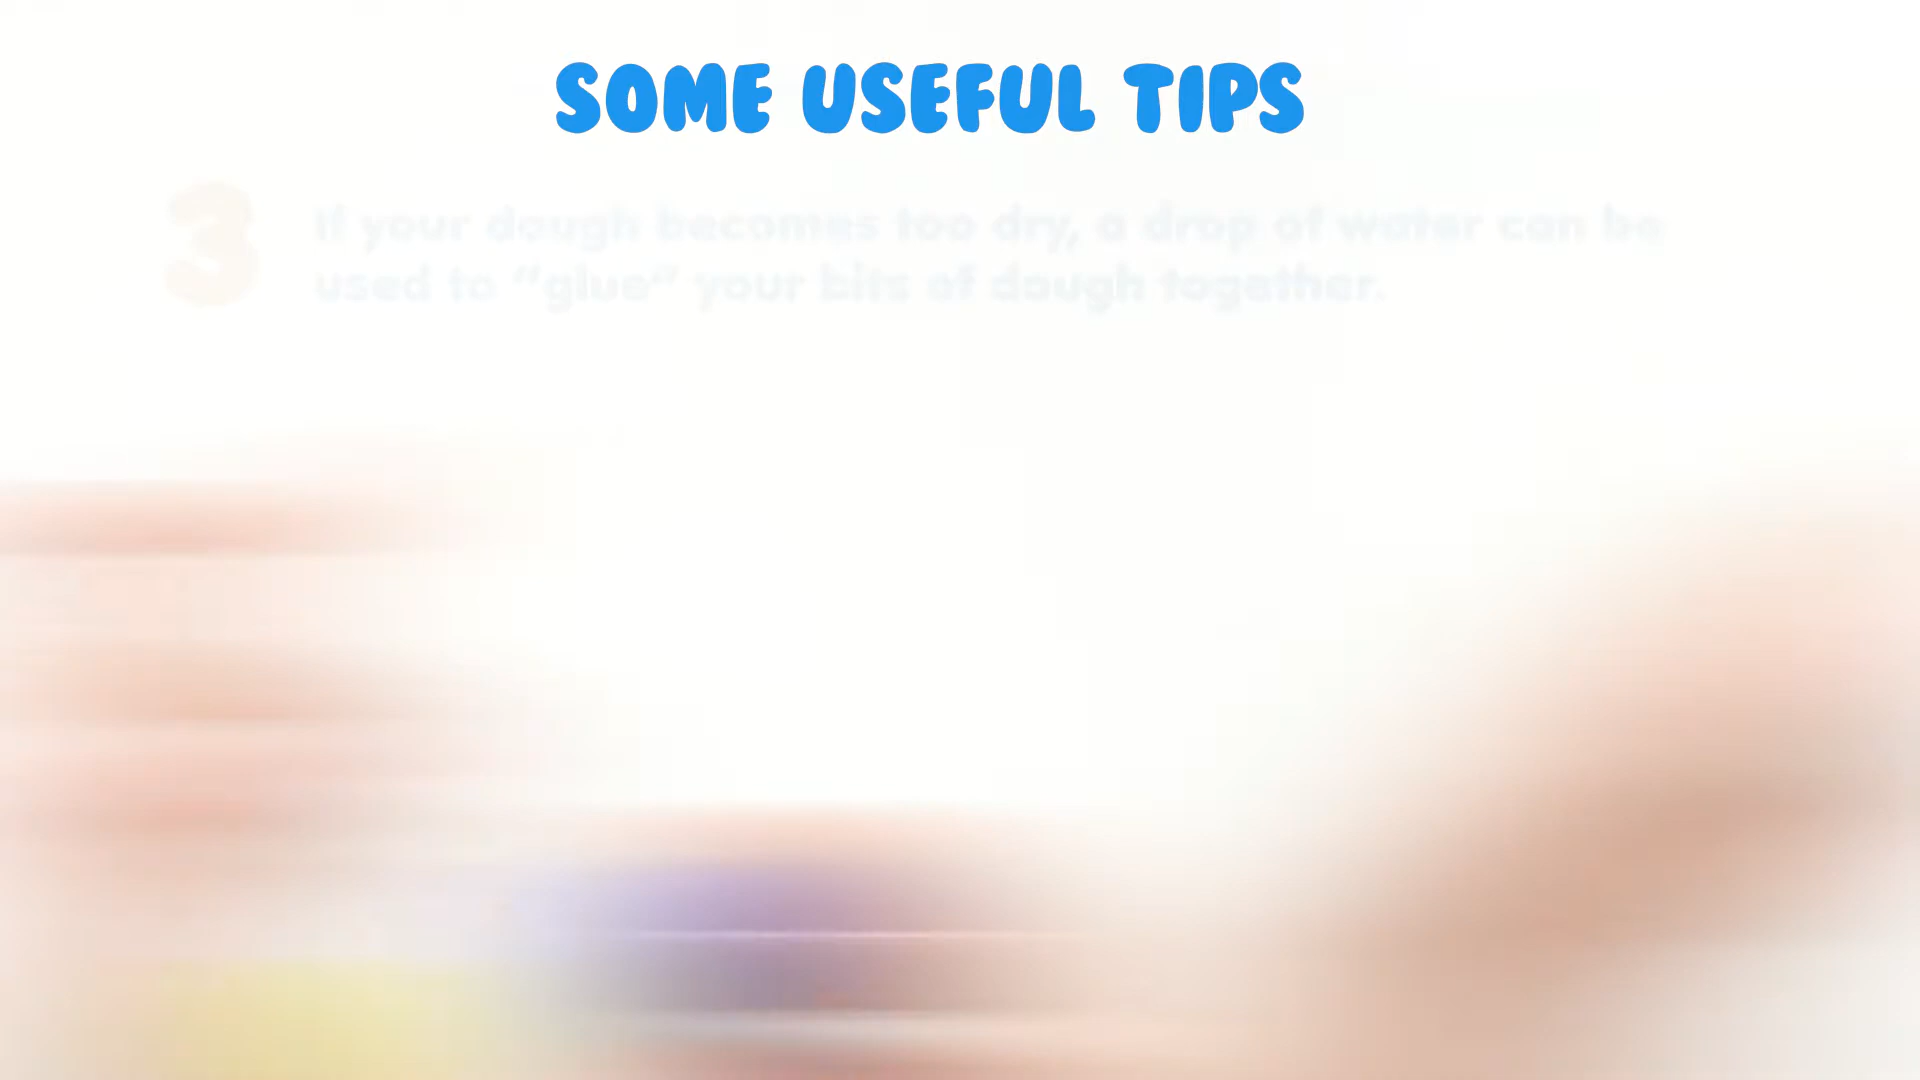 SOME USEFUL TIPS
3
If your dough becomes too dry, a drop of water can be
used to “glue” your bits of dough together.